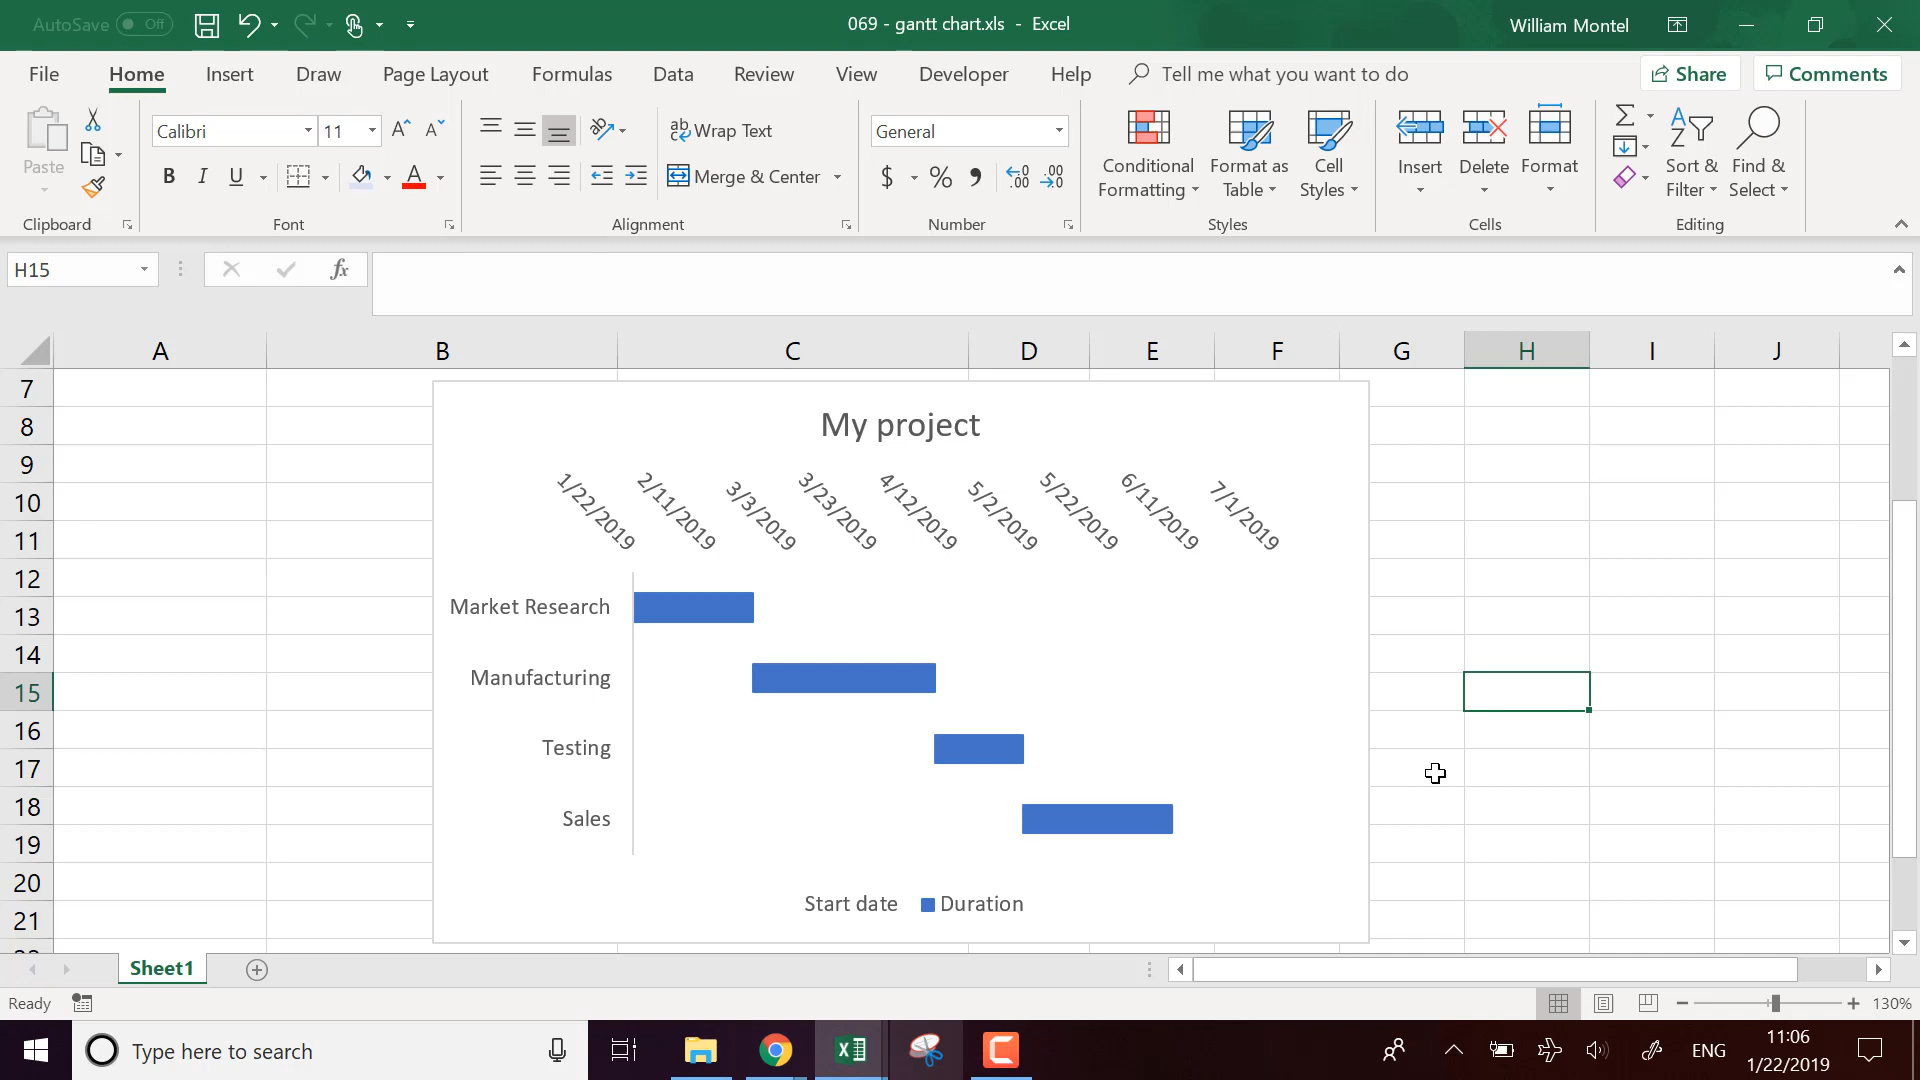 AutoSave Off
069 - gantt chart.xls - Excel
William Montel
File Home Insert Draw Page Layout Formulas Data Review View Developer Help Tell me what you want to do Share Comments
Paste
Clipboard
Calibri 11
B I U A
Font
ab Wrap Text
Merge & Center
Alignment
General
$ % , .00 .00
Number
Conditional Formatting
Format as Table
Cell Styles
Styles
Insert Delete Format
Cells
Sort & Filter
Find & Select
Editing
H15
fx
A B C D E F G H I J
7
8
9
10
11
12
13
14
15
16
17
18
19
20
21
My project
1/22/2019 2/11/2019 3/3/2019 3/23/2019 4/12/2019 5/2/2019 5/22/2019 6/11/2019 7/1/2019
Market Research
Manufacturing
Testing
Sales
Start date Duration
Sheet1
Ready
130%
Type here to search
ENG
11:06
1/22/2019